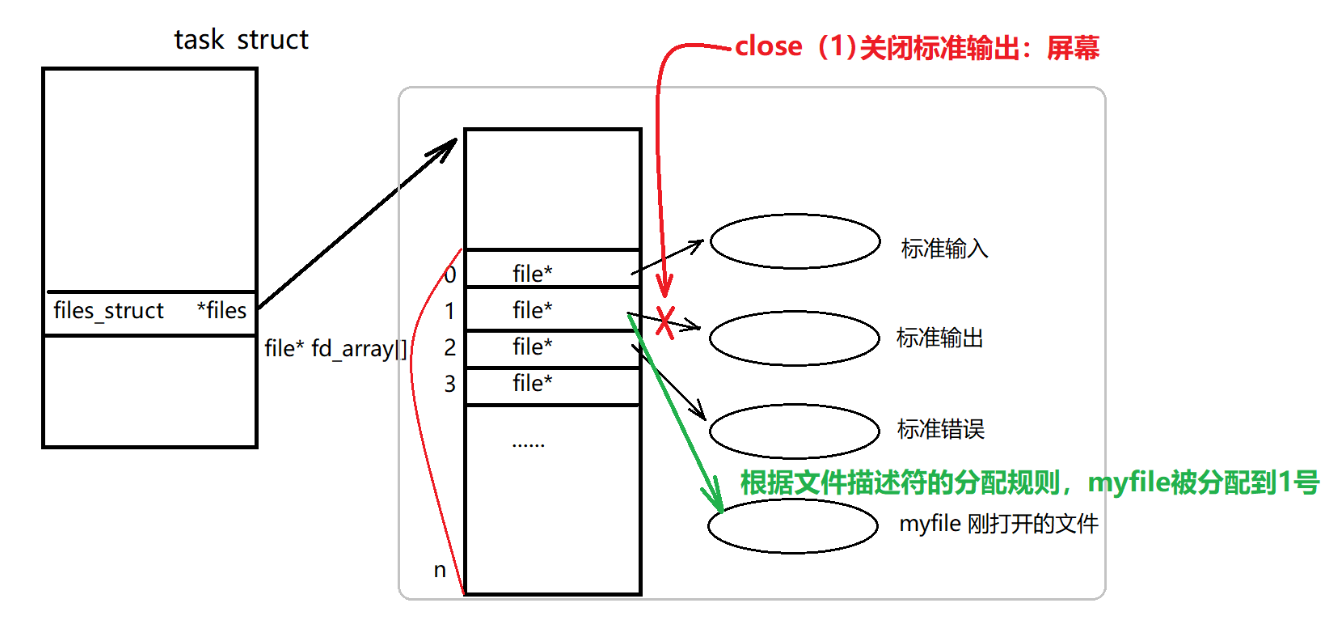 task struct
close（1）关闭标准输出：屏幕
标准输入
0 file*
files_struct *files
1 file*
标准输出
file* fd_array[]
2 file*
3 file*
标准错误
······
根据文件描述符的分配规则，myfile被分配到1号
myfile 刚打开的文件
n